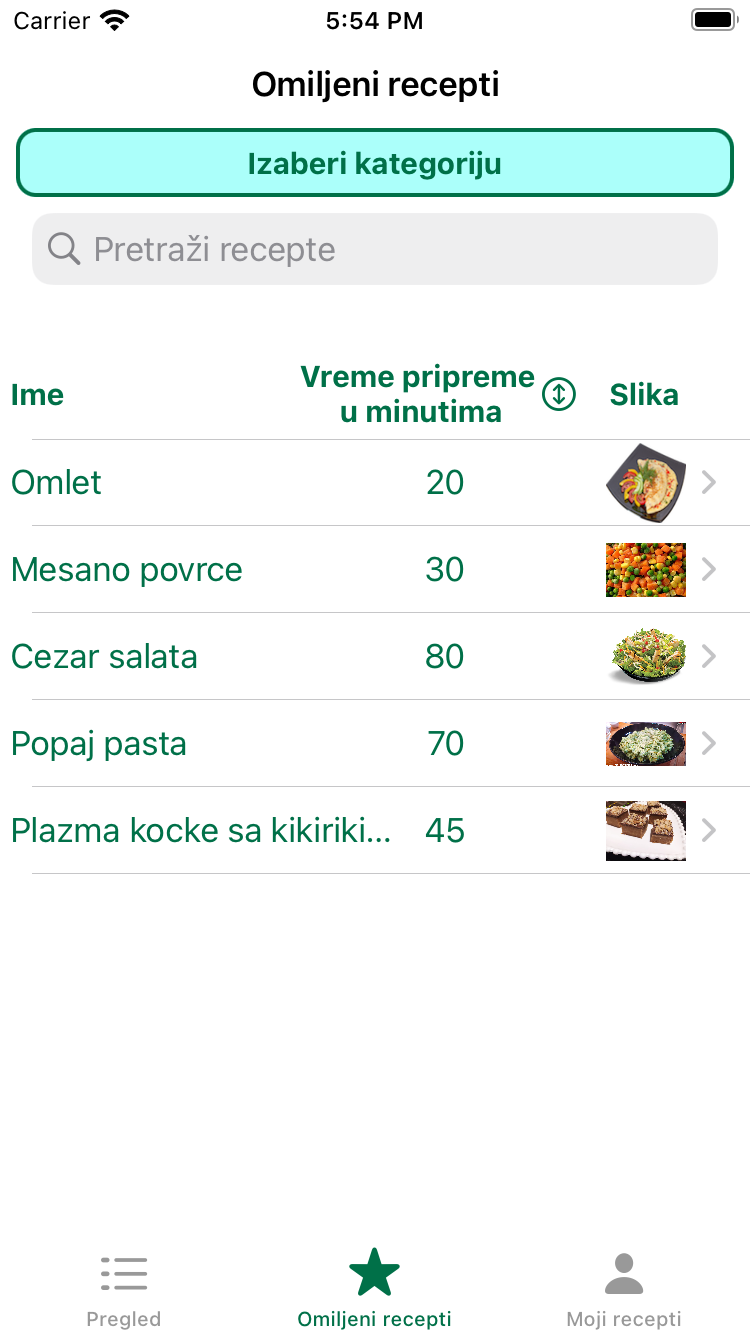 Carrier 5:54 PM
Omiljeni recepti
Izaberi kategoriju
Pretraži recepte
Ime Vreme pripreme u minutima Slika
Omlet 20
Mesano povrce 30
Cezar salata 80
Popaj pasta 70
Plazma kocke sa kikiriki... 45
Pregled Omiljeni recepti Moji recepti